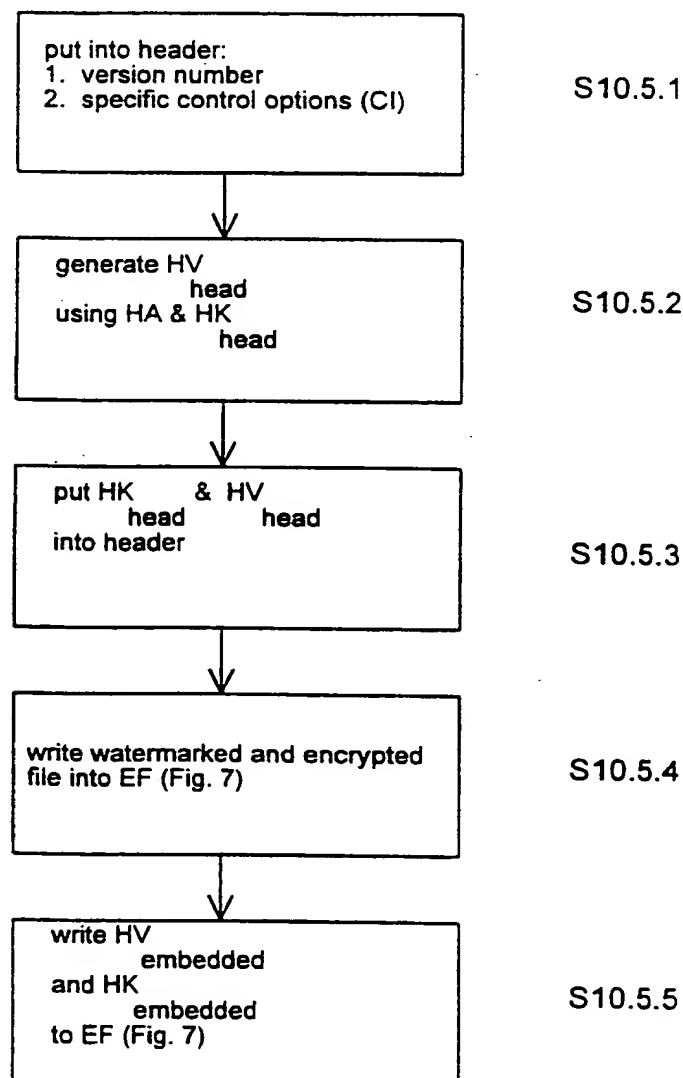 put into header:
1. version number
2. specific control options (CI)
S10.5.1
generate HV
head
using HA & HK
head
S10.5.2
put HK & HV
head head
into header
S10.5.3
write watermarked and encrypted
file into EF (Fig. 7)
S10.5.4
write HV
embedded
and HK
embedded
to EF (Fig. 7)
S10.5.5